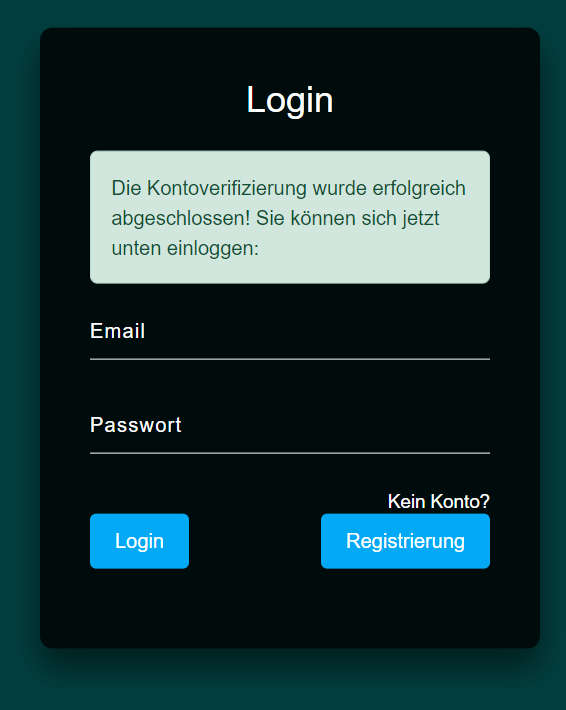 Login
Die Kontoverifizierung wurde erfolgreich
abgeschlossen! Sie können sich jetzt
unten einloggen:
Email
Passwort
Kein Konto?
Login
Registrierung